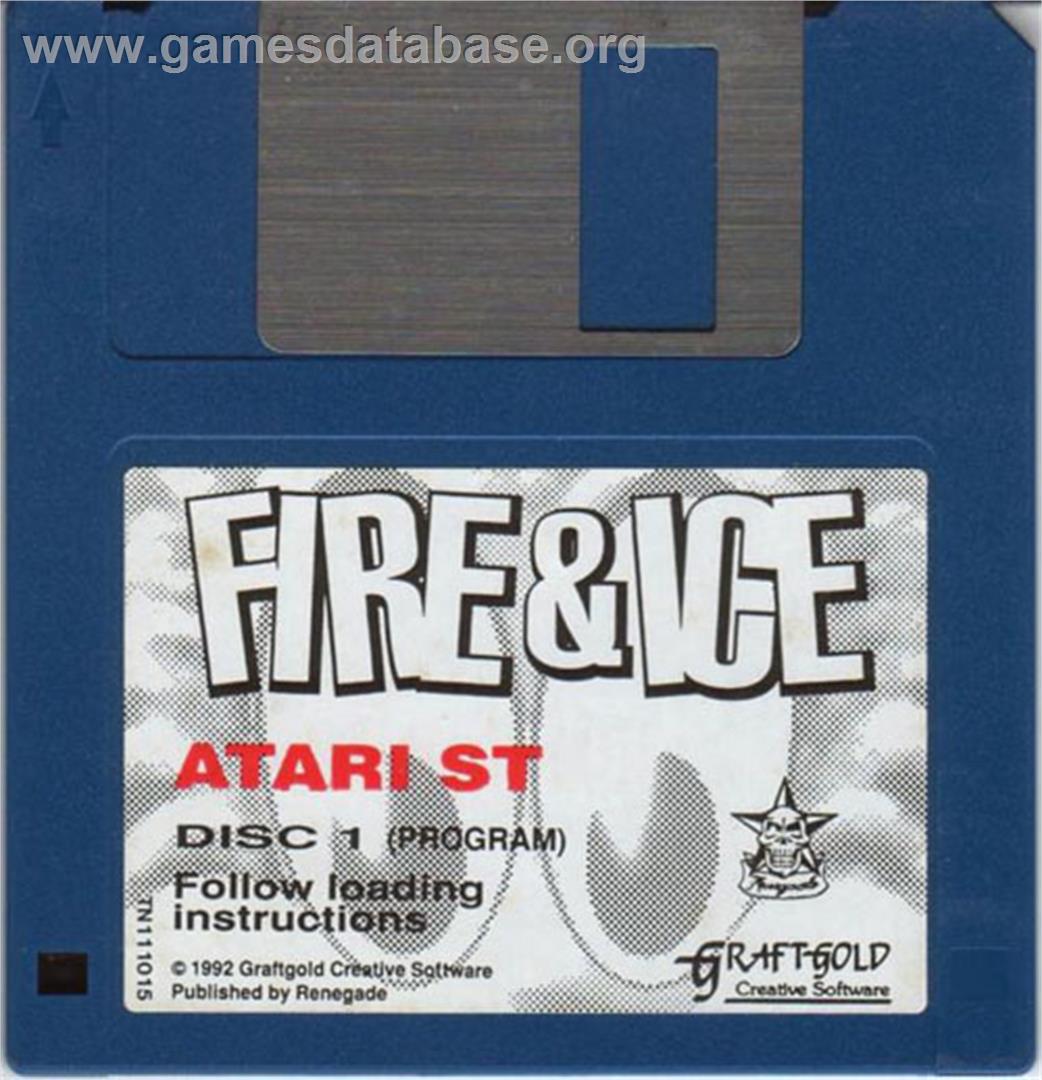 www.gamesdatabase.org
FIRE & ICE
ATARI ST
DISC 1 (PROGRAM)
Follow loading
instructions
© 1992 Graftgold Creative Software
Published by Renegade
TN111015
Renegade
GRAFTGOLD
Creative Software